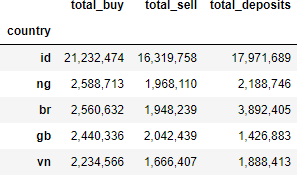 total_buy total_sell total_deposits
country
id 21,232,474 16,319,758 17,971,689
ng 2,588,713 1,968,110 2,188,746
br 2,560,632 1,948,239 3,892,405
gb 2,440,336 2,042,439 1,426,883
vn 2,234,566 1,666,407 1,888,413